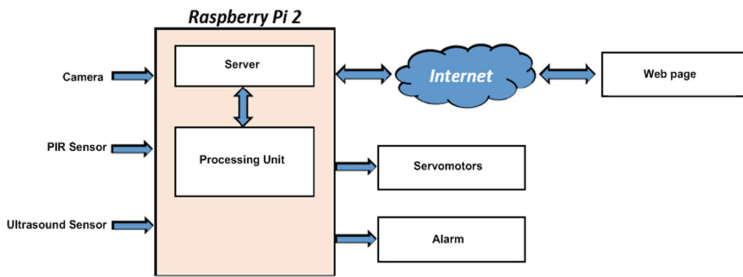 Raspberry Pi 2
Server
Camera
Internet
Web page
PIR Sensor
Processing Unit
Servomotors
Ultrasound Sensor
Alarm